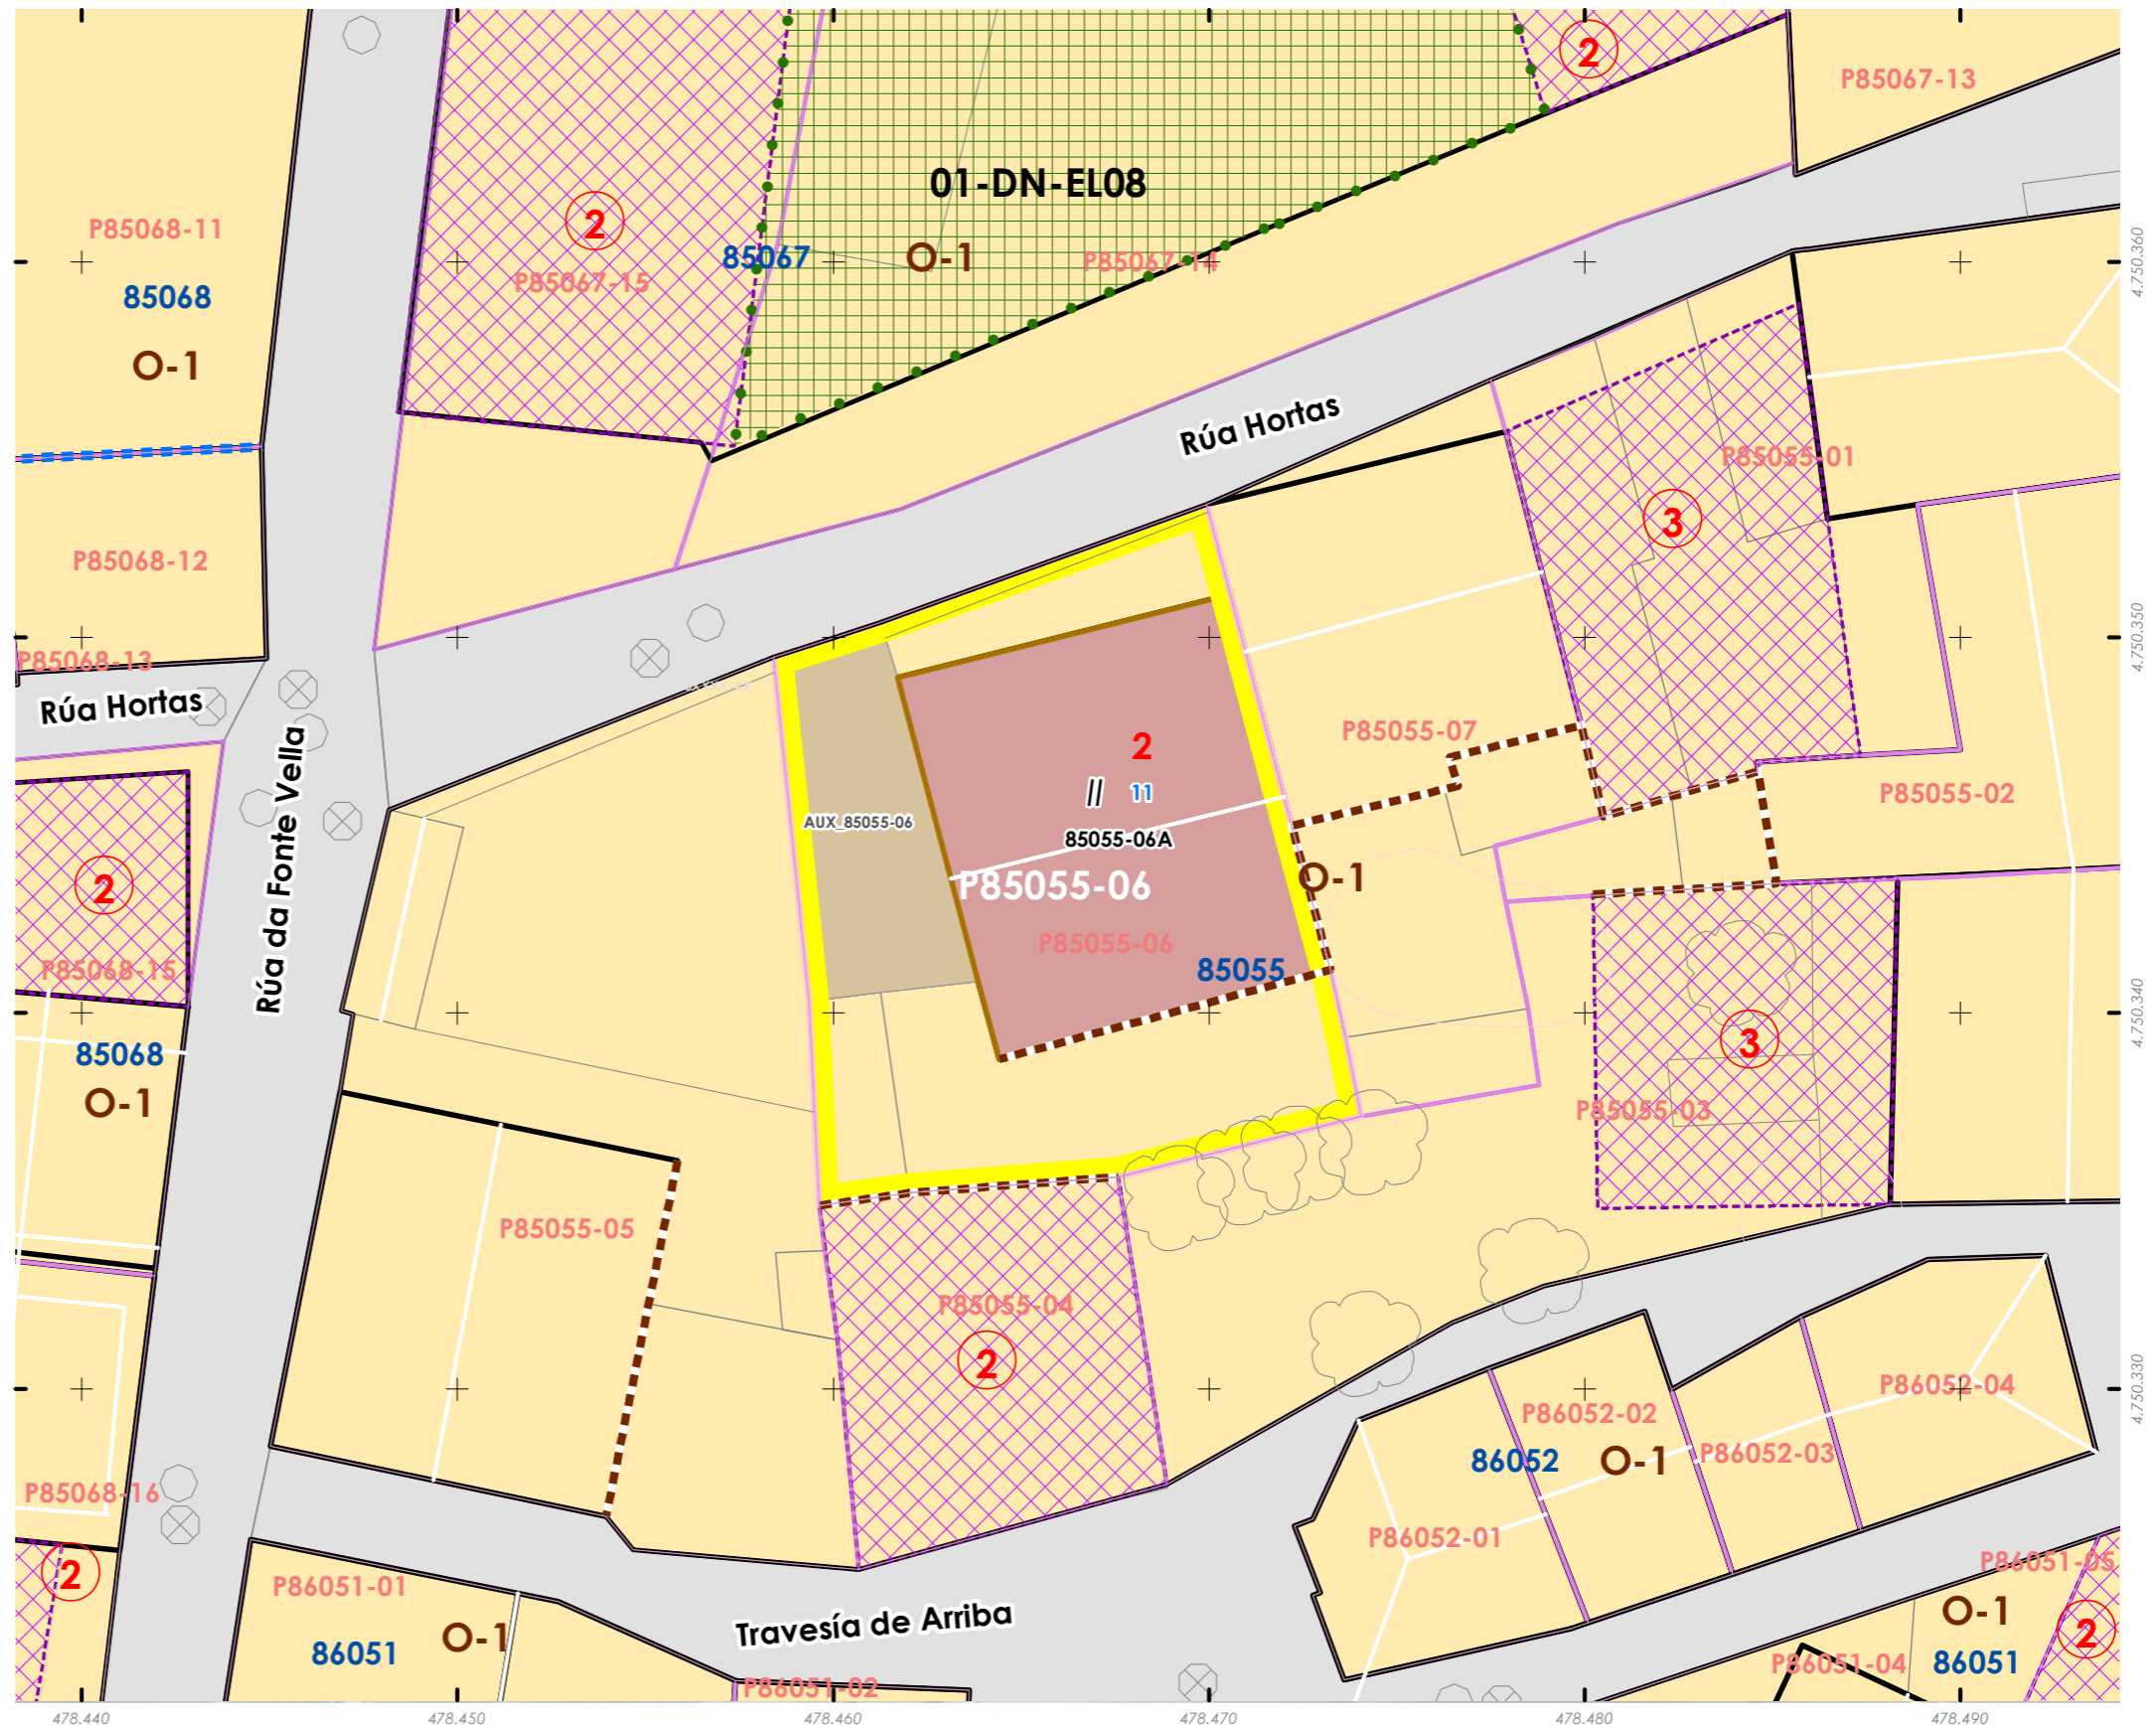 2
P85067-13
01-DN-EL08
P85068-11
2
85067
O-1
P85067-14
4.750.360
P85067-15
85068
O-1
Rúa Hortas
P85055-01
3
P85068-12
4.750.350
P85068-13
Rúa Hortas
P85055-07
2
// 11
P85055-02
AUX_85055-06
85055-06A
Rúa da Fonte Vella
2
P85055-06
O-1
P85055-06
85055
P85068-15
4.750.340
85068
3
O-1
P85055-03
P85055-05
P85055-04
2
4.750.330
P86052-04
P86052-02
86052
O-1
P86052-03
P85068-16
P86052-01
2
P86051-01
P86051-05
O-1
O-1
Travesía de Arriba
2
86051
P86051-04
86051
P86051-02
478.440
478.450
478.460
478.470
478.480
478.490